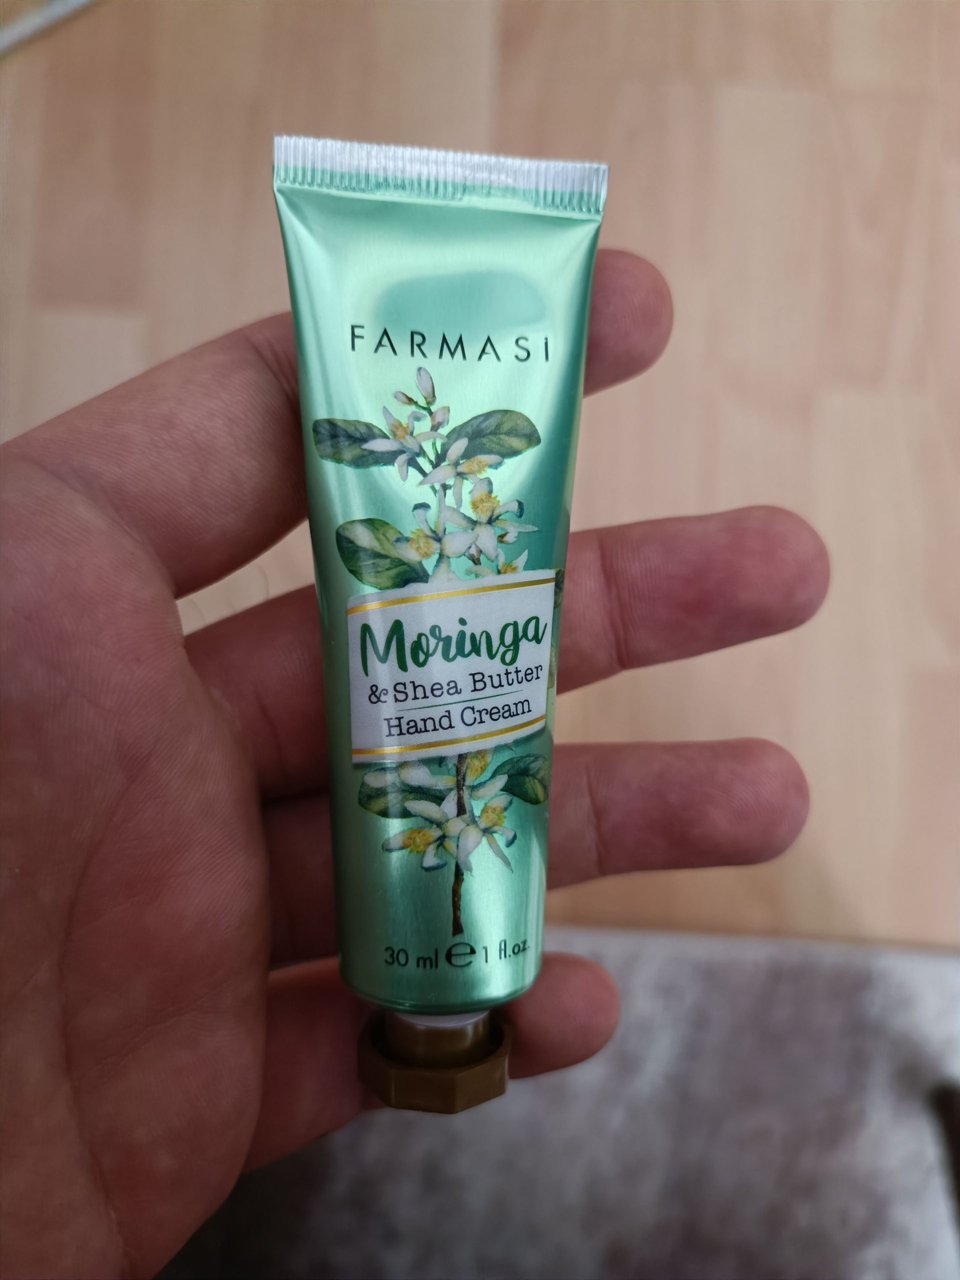 FARMASi
Moringa
& Shea Butter
Hand Cream
30 ml ℮ 1 fl.oz.